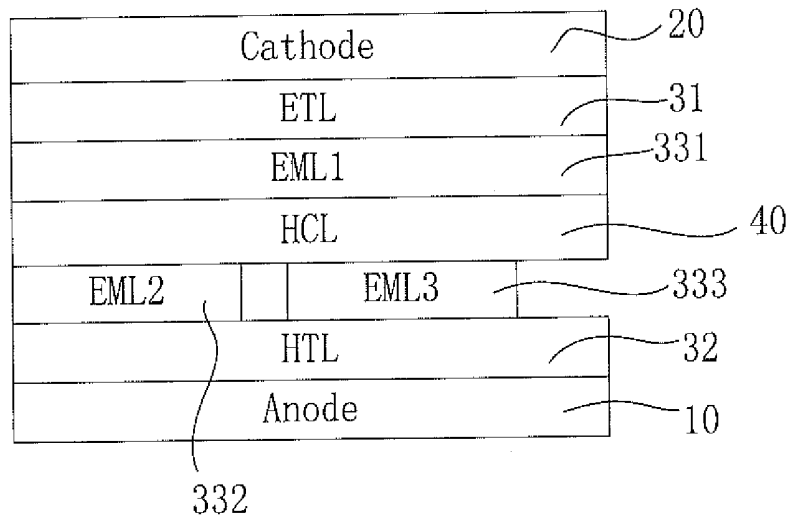 Cathode 20
ETL 31
EML1 331
HCL 40
EML2 EML3 333
HTL 32
Anode 10
332